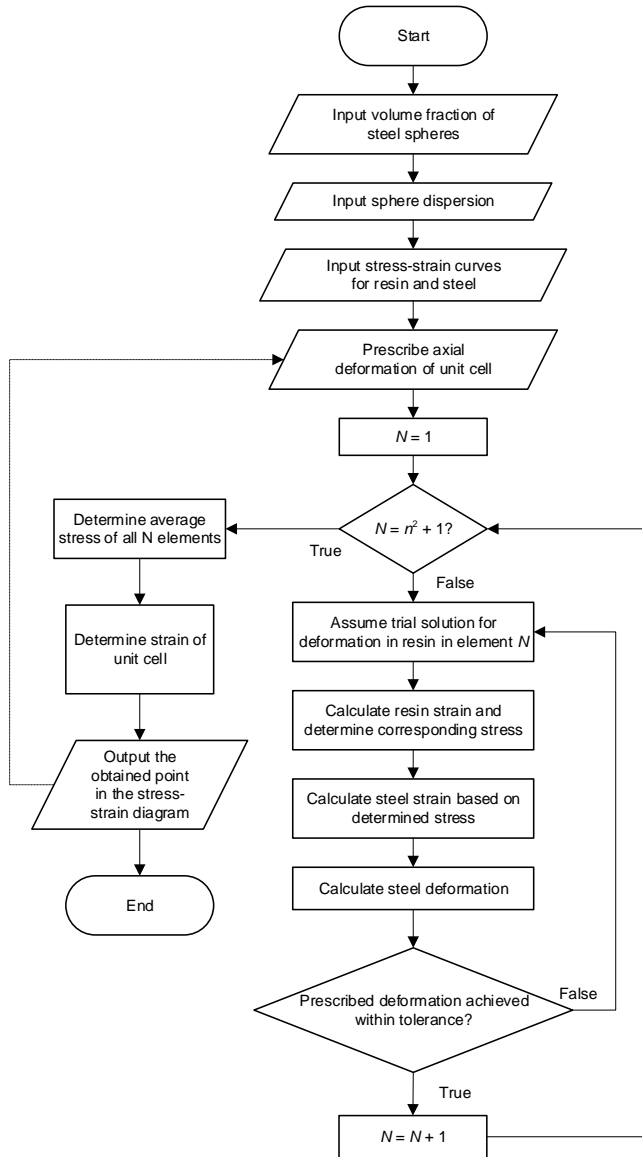 Start
Input volume fraction of
steel spheres
Input sphere dispersion
Input stress-strain curves
for resin and steel
Prescribe axial
deformation of unit cell
N = 1
N = n² + 1?
True
False
Determine average
stress of all N elements
Determine strain of
unit cell
Output the
obtained point
in the stress-
strain diagram
End
Assume trial solution for
deformation in resin in element N
Calculate resin strain and
determine corresponding stress
Calculate steel strain based on
determined stress
Calculate steel deformation
Prescribed deformation achieved
within tolerance?
False
True
N = N + 1